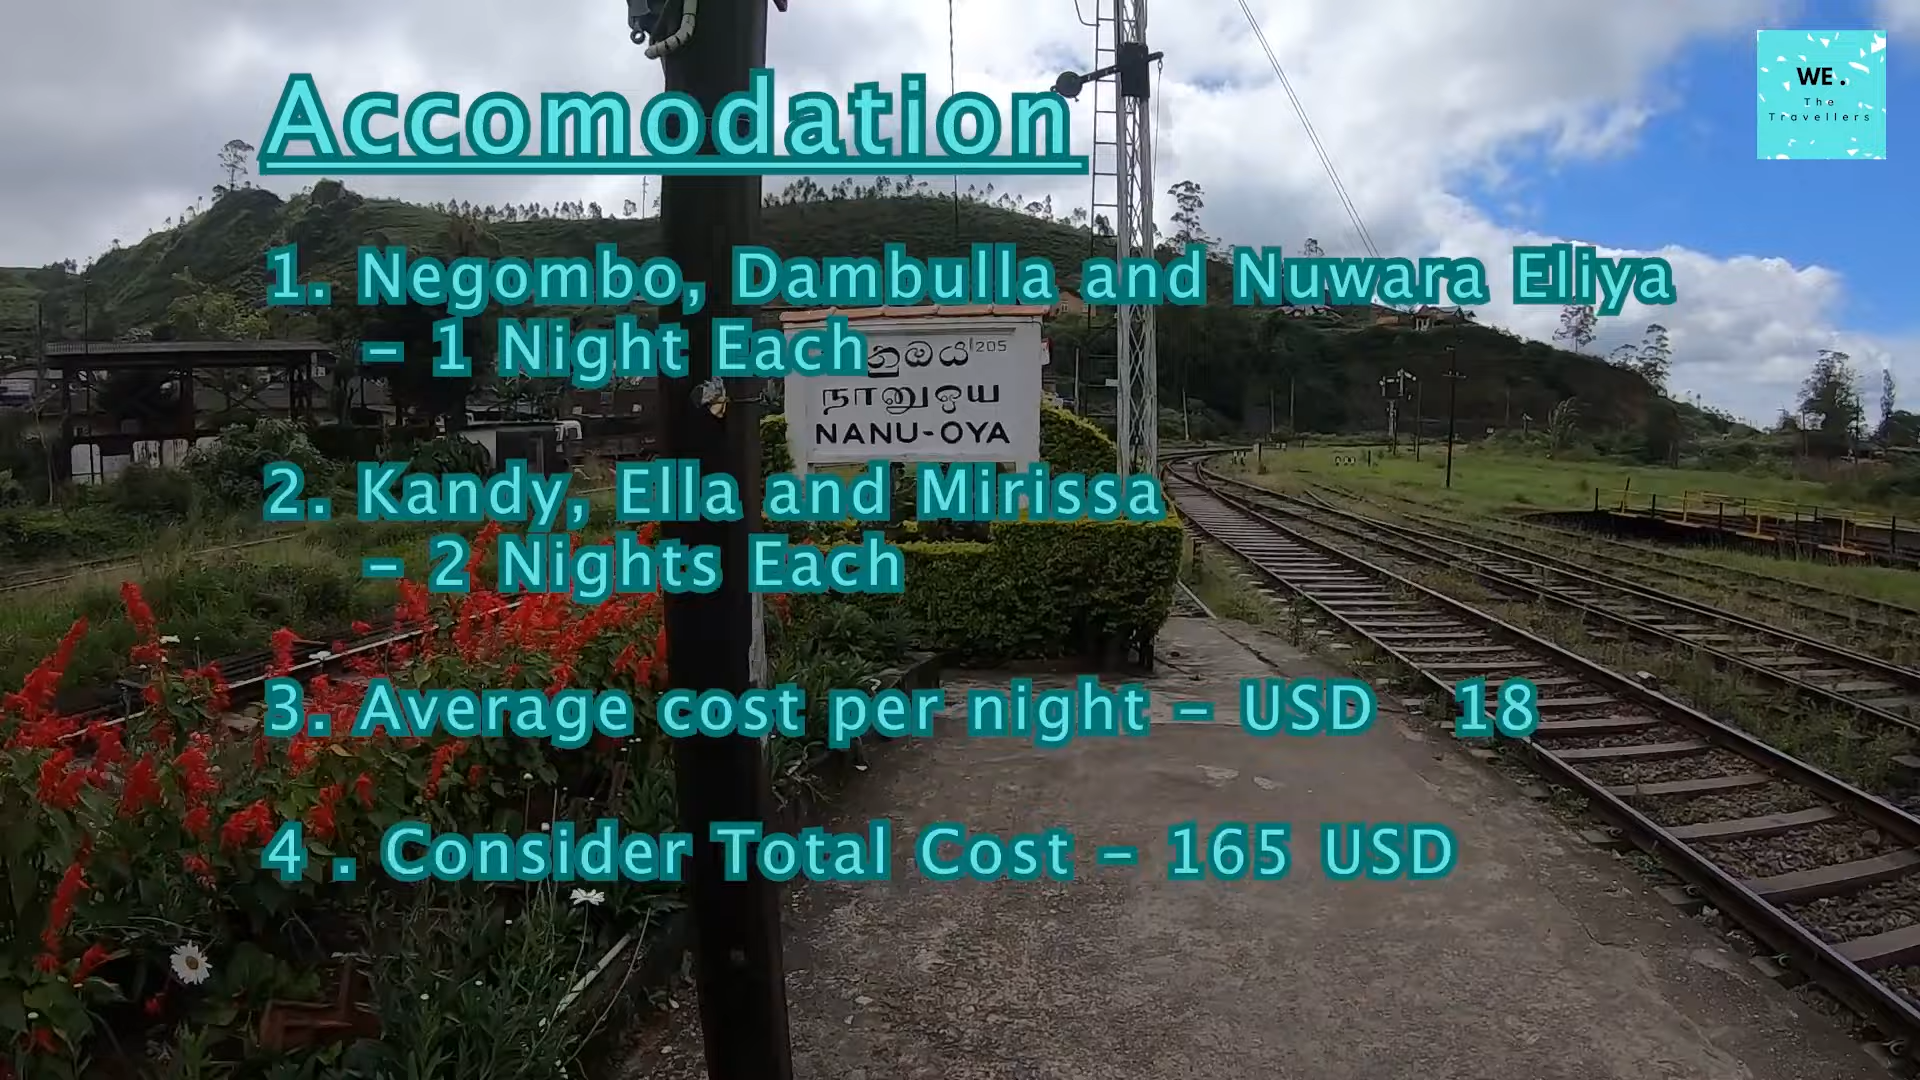 Accomodation
WE .
The
Travellers
1. Negombo, Dambulla and Nuwara Eliya
– 1 Night Each
නුඔය 205
நானுஓயா
NANU-OYA
2. Kandy, Ella and Mirissa
– 2 Nights Each
3. Average cost per night – USD 18
4 . Consider Total Cost – 165 USD